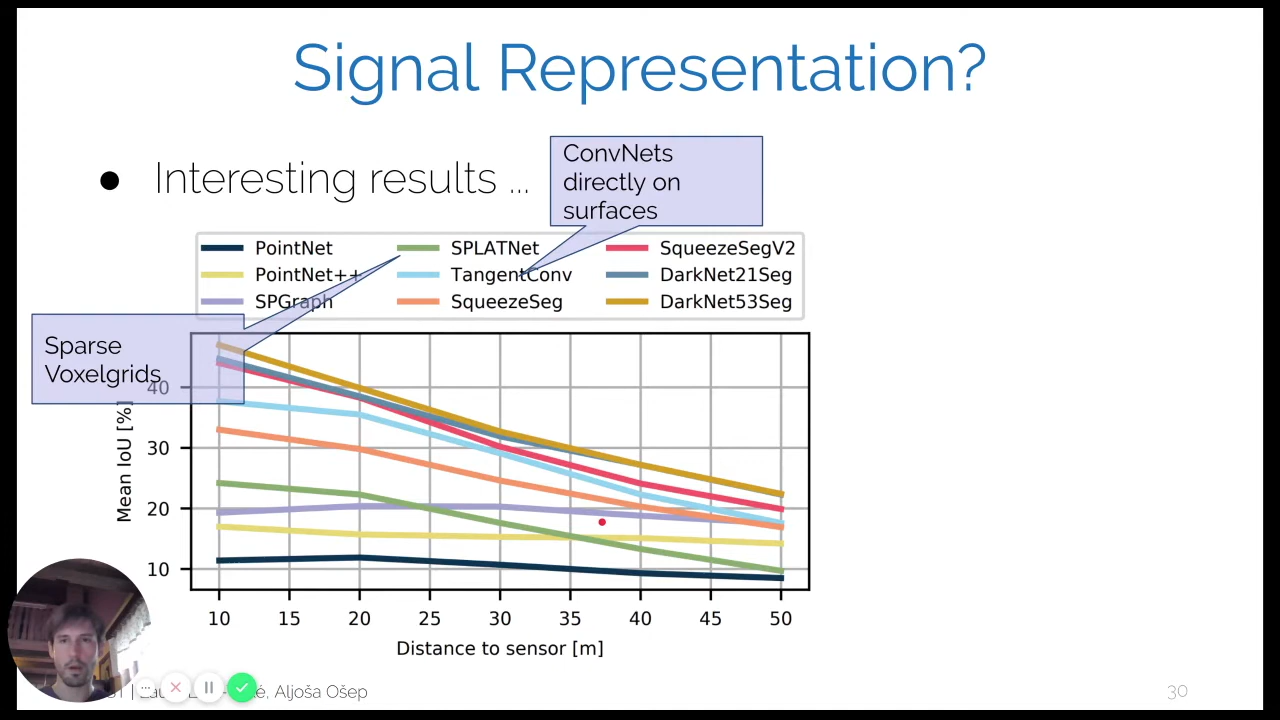 Signal Representation?
● Interesting results ...
ConvNets
directly on
surfaces
PointNet
PointNet++
SPGraph
SPLATNet
TangentConv
SqueezeSeg
SqueezeSegV2
DarkNet21Seg
DarkNet53Seg
Sparse
Voxelgrids
Mean IoU [%]
40
30
20
10
10 15 20 25 30 35 40 45 50
Distance to sensor [m]
Aljoša Ošep
30